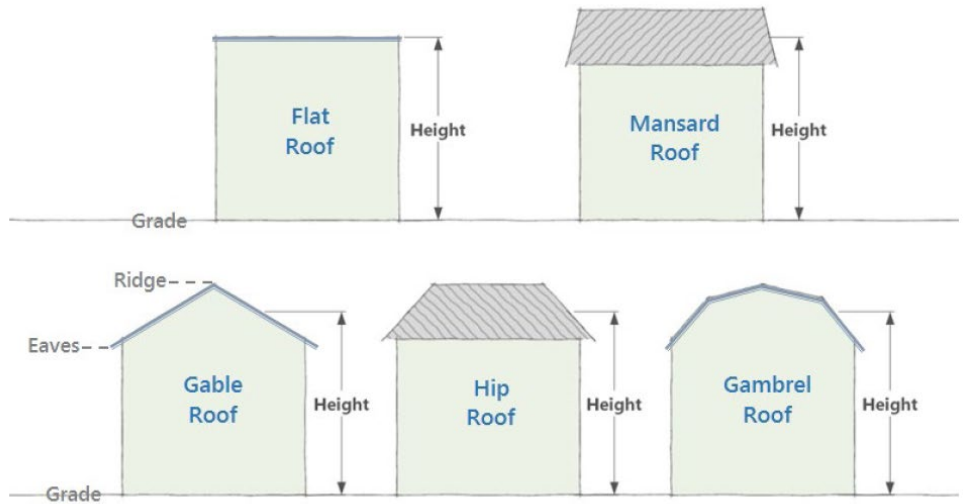 Flat
Roof
Height
Mansard
Roof
Height
Grade
Ridge
Eaves
Gable
Roof
Height
Hip
Roof
Height
Gambrel
Roof
Height
Grade